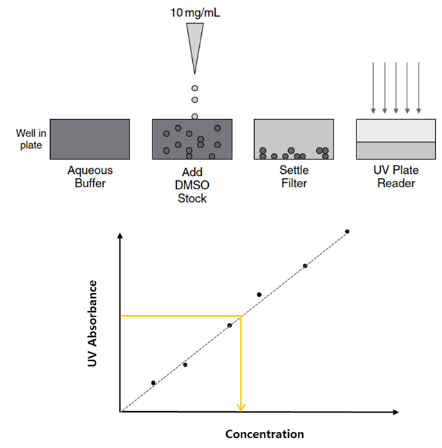 10 mg/mL
Well in
plate
Aqueous
Buffer
Add
DMSO
Stock
Settle
Filter
UV Plate
Reader
UV Absorbance
Concentration